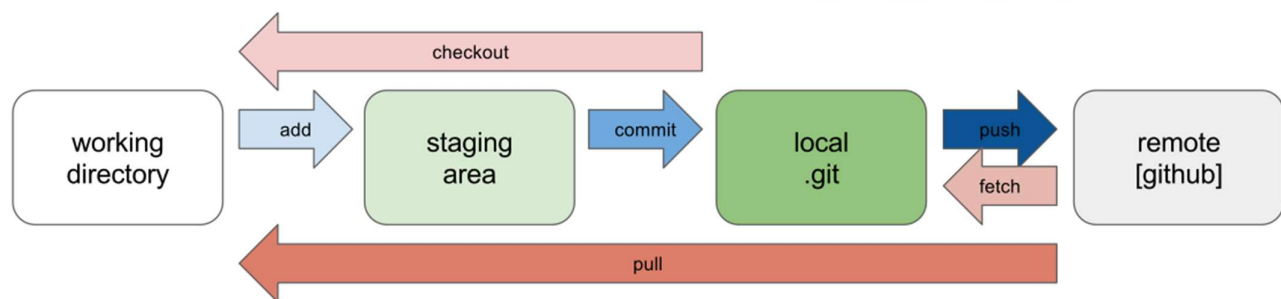 checkout
working
directory
add
staging
area
commit
local
.git
push
fetch
remote
[github]
pull